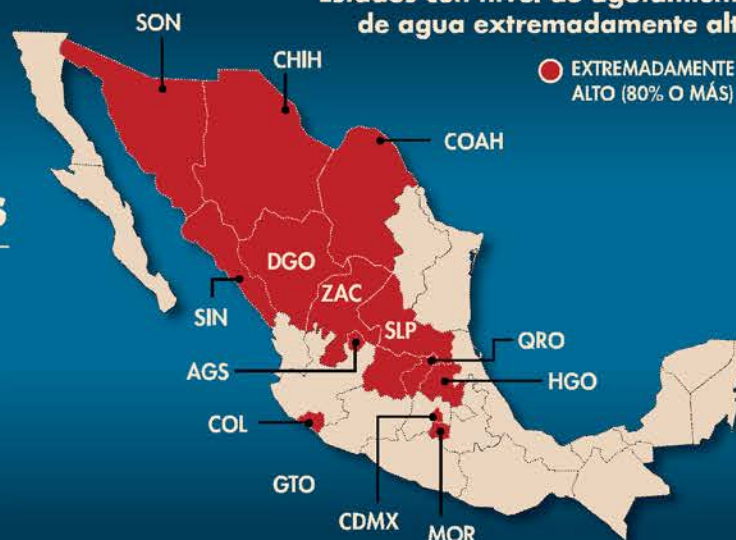 de agua extremadamente
EXTREMADAMENTE
ALTO (80% O MÁS)
SON
CHIH
COAH
DGO
ZAC
SIN
SLP
QRO
AGS
HGO
COL
GTO
CDMX
MOR